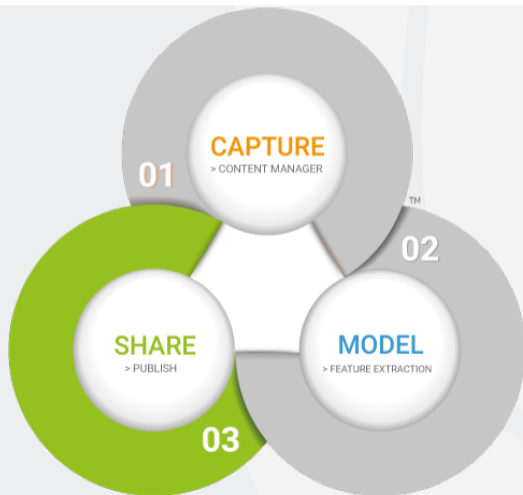 CAPTURE
> CONTENT MANAGER
01
TM
02
SHARE
> PUBLISH
MODEL
> FEATURE EXTRACTION
03